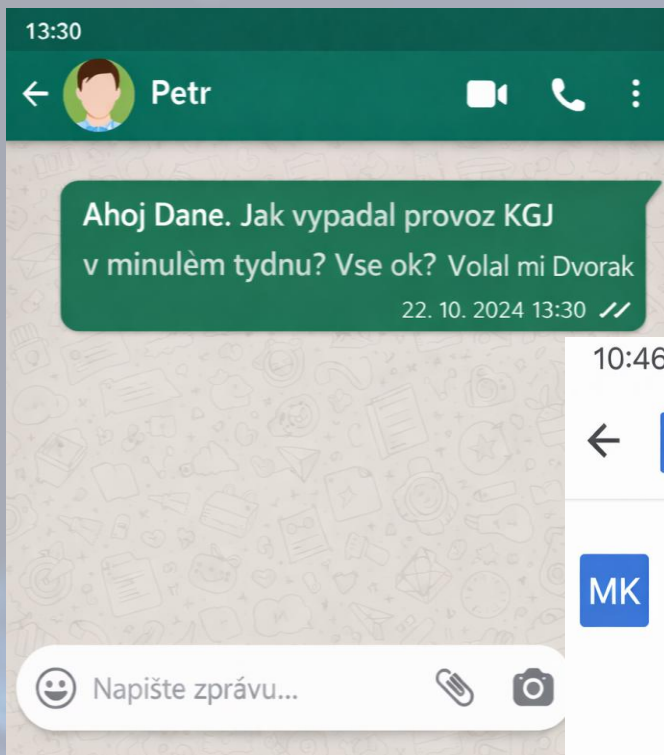 13:30
Petr
Ahoj Dane. Jak vypadal provoz KGJ
v minulèm tydnu? Vse ok? Volal mi Dvorak
22. 10. 2024 13:30
Napište zprávu...
10:46
MK